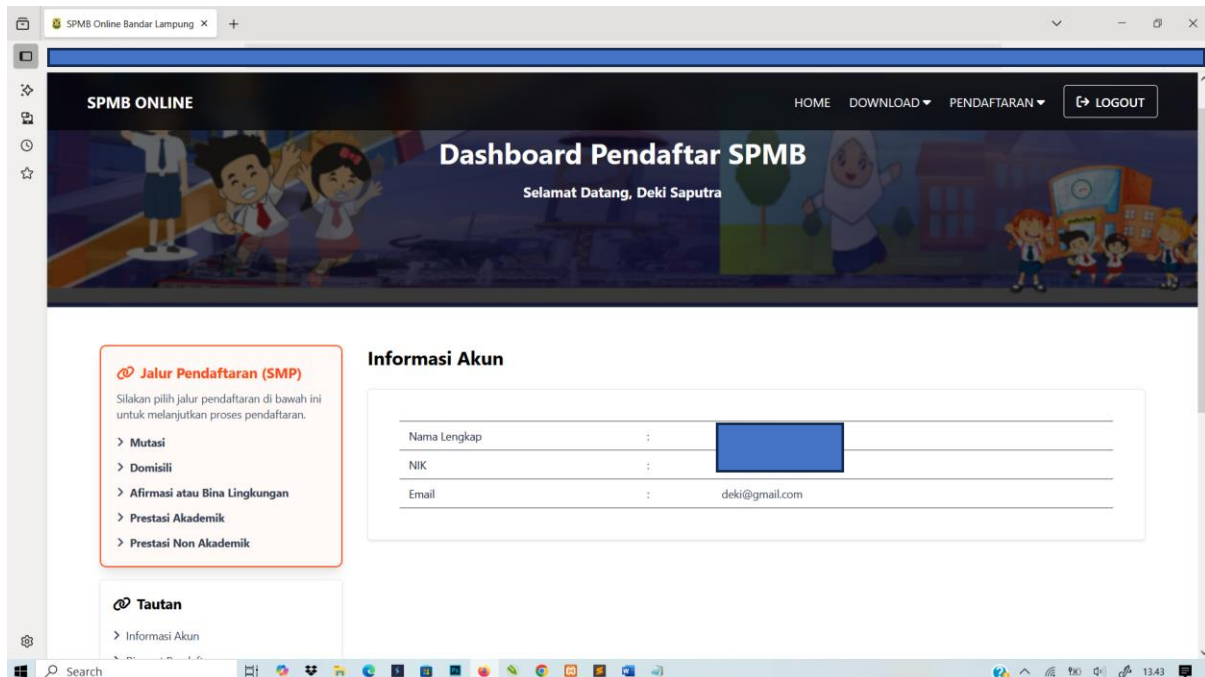 SPMB Online Bandar Lampung
SPMB ONLINE
HOME DOWNLOAD PENDAFTARAN LOGOUT
Dashboard Pendaftar SPMB
Selamat Datang, Deki Saputra
Jalur Pendaftaran (SMP)
Silakan pilih jalur pendaftaran di bawah ini
untuk melanjutkan proses pendaftaran.
Mutasi
Domisili
Afirmasi atau Bina Lingkungan
Prestasi Akademik
Prestasi Non Akademik
Tautan
Informasi Akun
Informasi Akun
Nama Lengkap :
NIK :
Email : deki@gmail.com
Search
13.43